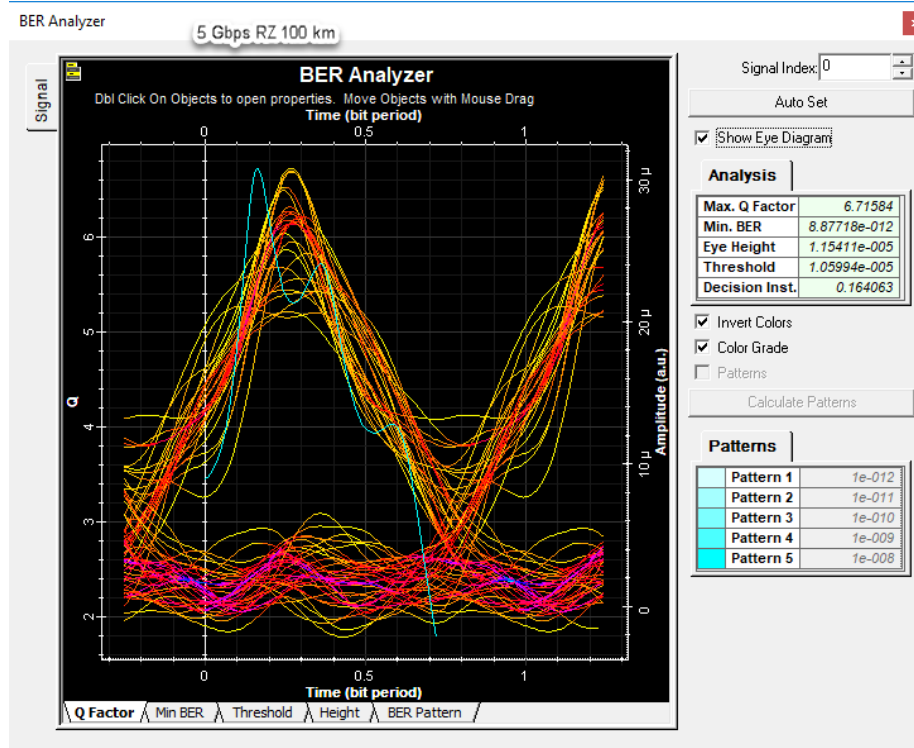 BER Analyzer
5 Gbps RZ 100 km
Signal
BER Analyzer
Dbl Click On Objects to open properties. Move Objects with Mouse Drag
Time (bit period)
0 0.5 1
Q
6
5
4
3
2
Amplitude (a.u.)
30 µ
20 µ
10 µ
0
0 0.5 1
Time (bit period)
Q Factor Min BER Threshold Height BER Pattern
Signal Index: 0
Auto Set
Show Eye Diagram
Analysis
Max. Q Factor 6.71584
Min. BER 8.87718e-012
Eye Height 1.15411e-005
Threshold 1.05994e-005
Decision Inst. 0.164063
Invert Colors
Color Grade
Patterns
Calculate Patterns
Patterns
Pattern 1 1e-012
Pattern 2 1e-011
Pattern 3 1e-010
Pattern 4 1e-009
Pattern 5 1e-008